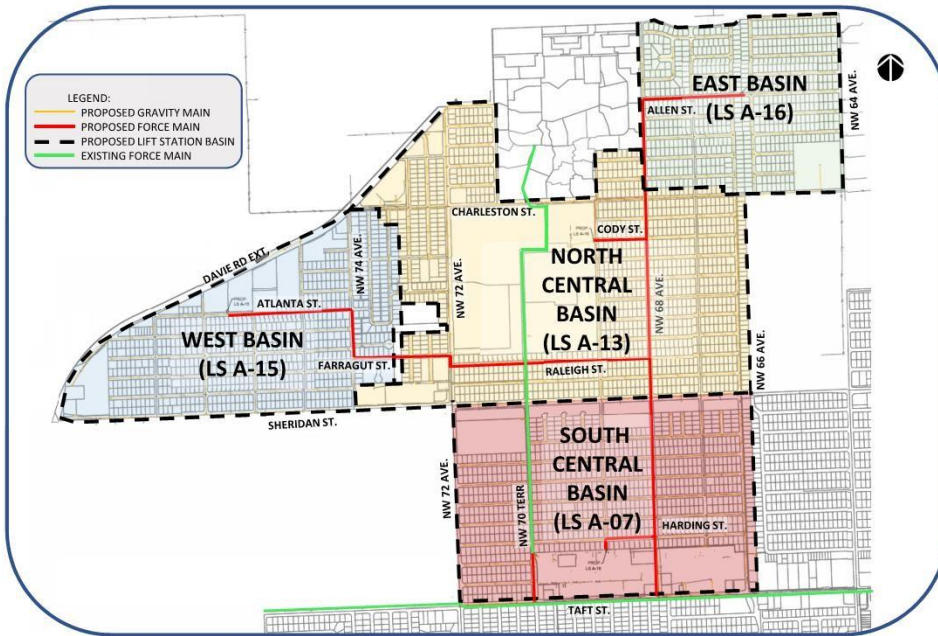 LEGEND:
PROPOSED GRAVITY MAIN
PROPOSED FORCE MAIN
PROPOSED LIFT STATION BASIN
EXISTING FORCE MAIN
EAST BASIN
(LS A-16)
ALLEN ST.
NW 64 AVE.
CHARLESTON ST.
CODY ST.
DAVIE RD EXT.
NW 74 AVE.
NW 72 AVE.
NORTH
CENTRAL
BASIN
(LS A-13)
NW 68 AVE.
NW 66 AVE.
ATLANTA ST.
WEST BASIN
(LS A-15)
FARRAGUT ST.
RALEIGH ST.
SHERIDAN ST.
SOUTH
CENTRAL
BASIN
(LS A-07)
NW 72 AVE.
NW 70 TERR
HARDING ST.
TAFT ST.